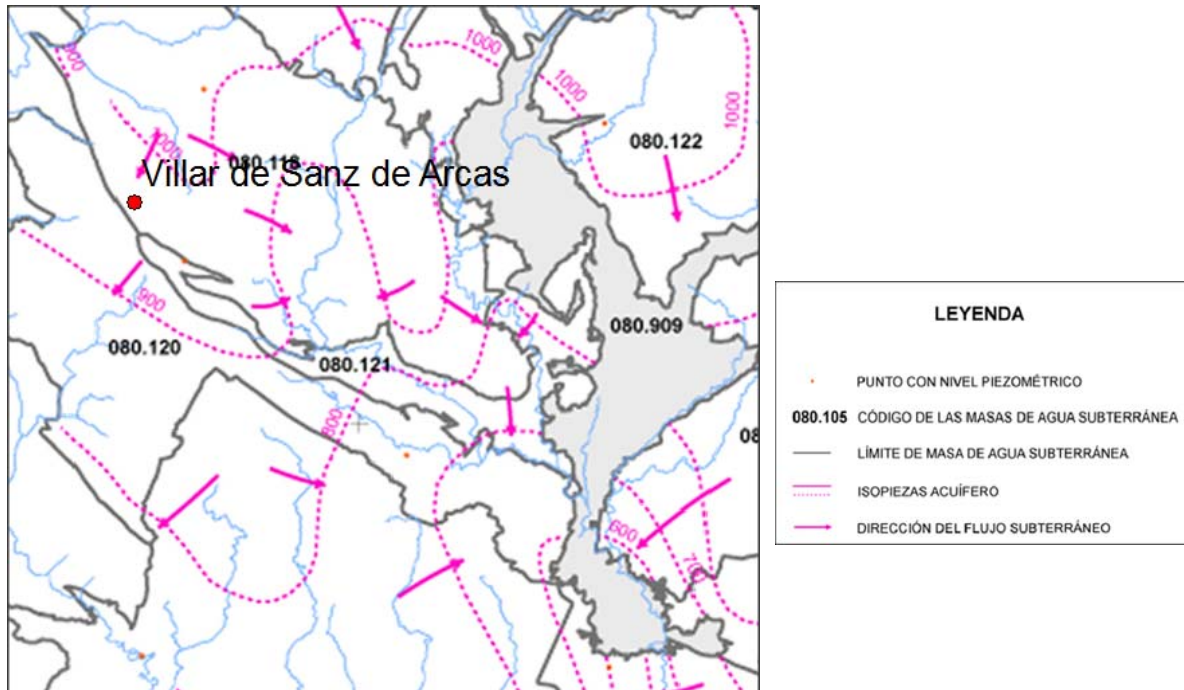 1000
1000
1000
900
1000
080.122
080.118
Villar de Sanz de Arcas
900
080.909
080.120
080.121
800
08
600
700
LEYENDA
PUNTO CON NIVEL PIEZOMÉTRICO
080.105 CÓDIGO DE LAS MASAS DE AGUA SUBTERRÁNEA
LÍMITE DE MASA DE AGUA SUBTERRÁNEA
ISOPIEZAS ACUÍFERO
DIRECCIÓN DEL FLUJO SUBTERRÁNEO